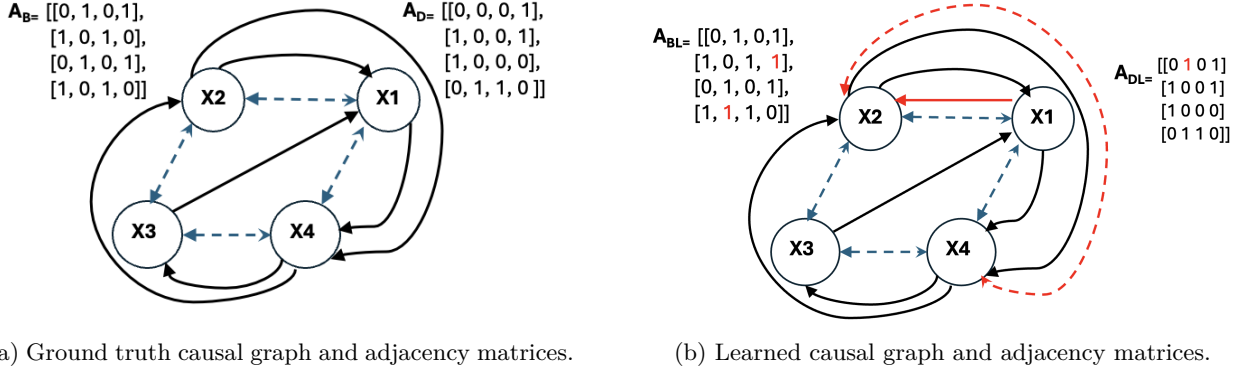 A_B= [[0, 1, 0,1],
[1, 0, 1, 0],
[0, 1, 0, 1],
[1, 0, 1, 0]]
A_D= [[0, 0, 0, 1],
[1, 0, 0, 1],
[1, 0, 0, 0],
[0, 1, 1, 0 ]]
X2
X1
X3
X4
a) Ground truth causal graph and adjacency matrices.
A_BL= [[0, 1, 0,1],
[1, 0, 1, 1],
[0, 1, 0, 1],
[1, 1, 1, 0]]
A_DL= [[0 1 0 1]
[1 0 0 1]
[1 0 0 0]
[0 1 1 0]]
X2
X1
X3
X4
(b) Learned causal graph and adjacency matrices.